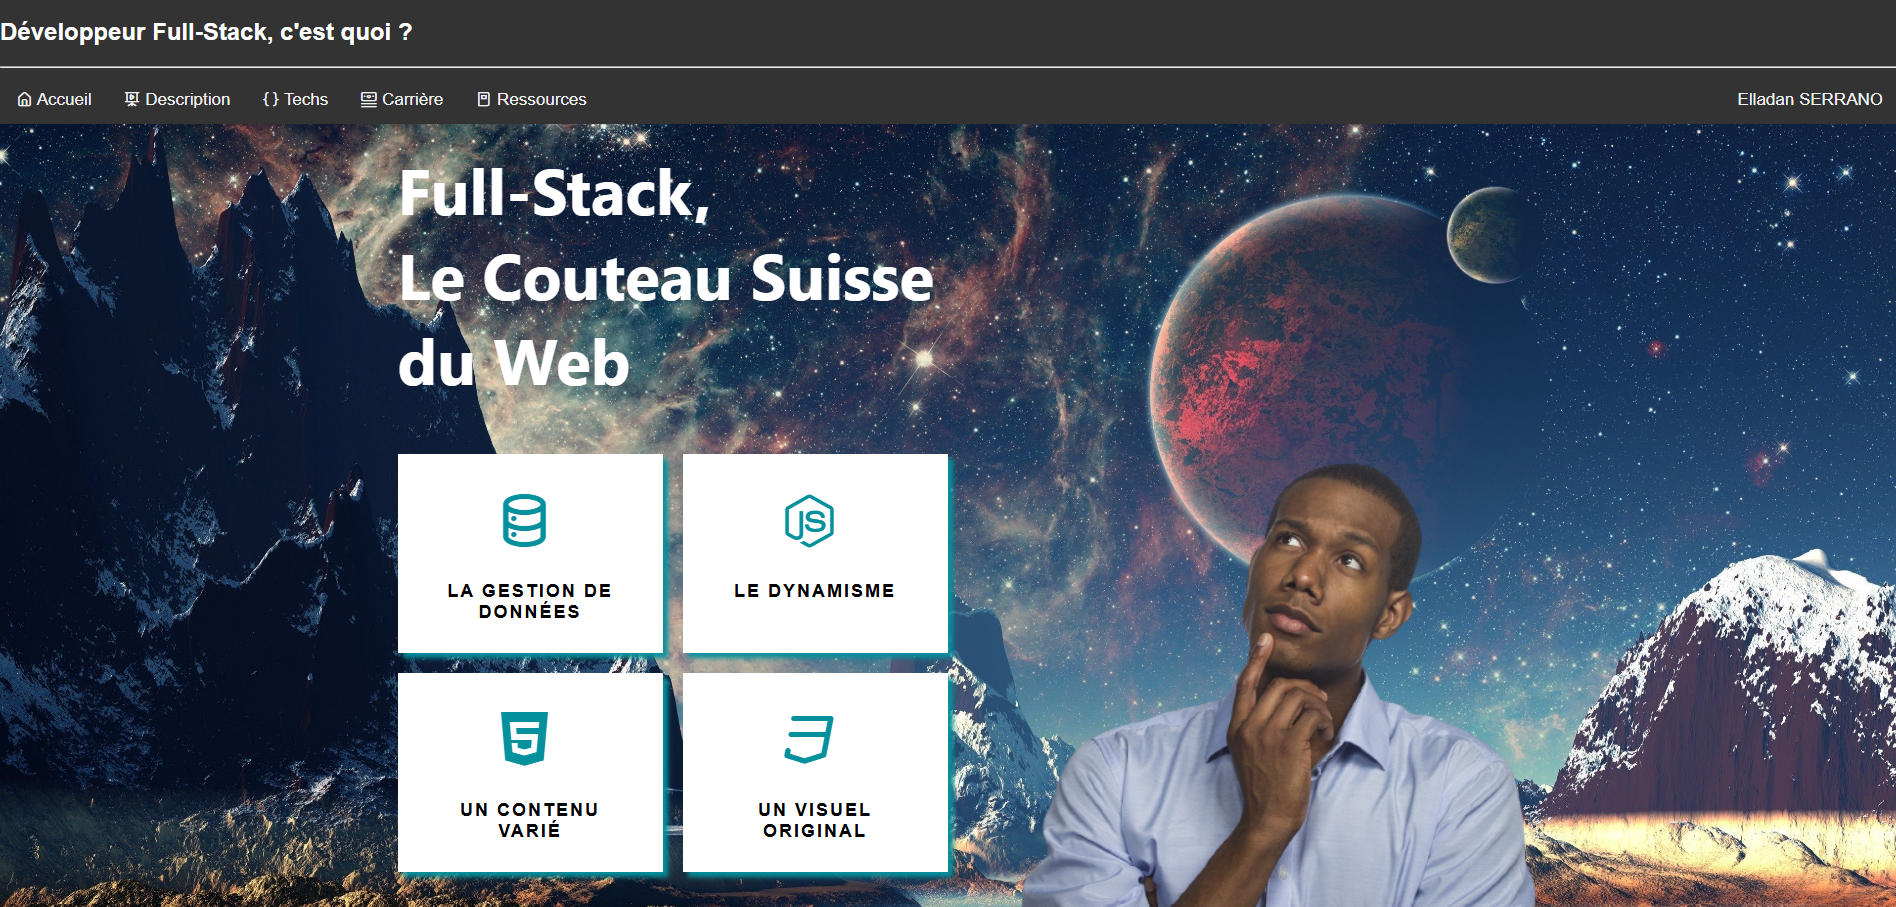 Développeur Full-Stack, c'est quoi ?
Accueil
Description
Techs
Carrière
Ressources
Elladan SERRANO
Full-Stack,
Le Couteau Suisse
du Web
JS
LA GESTION DE
DONNÉES
LE DYNAMISME
5
UN CONTENU
VARIÉ
UN VISUEL
ORIGINAL